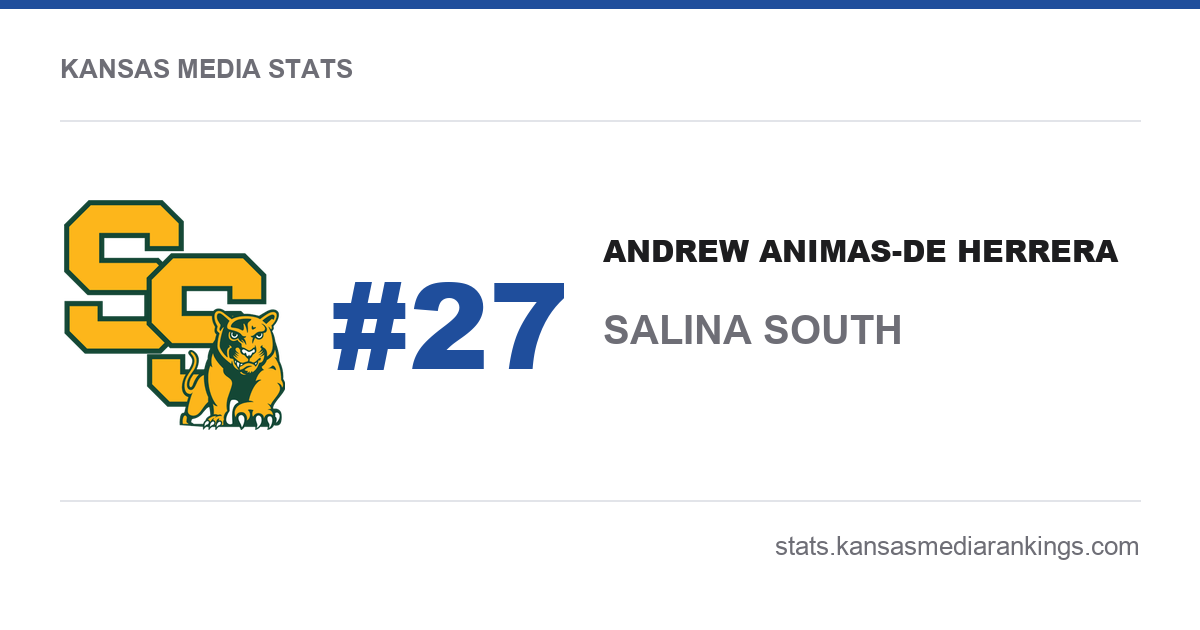 KANSAS MEDIA STATS
SS
#27
ANDREW ANIMAS-DE HERRERA
SALINA SOUTH
stats.kansasmediarankings.com